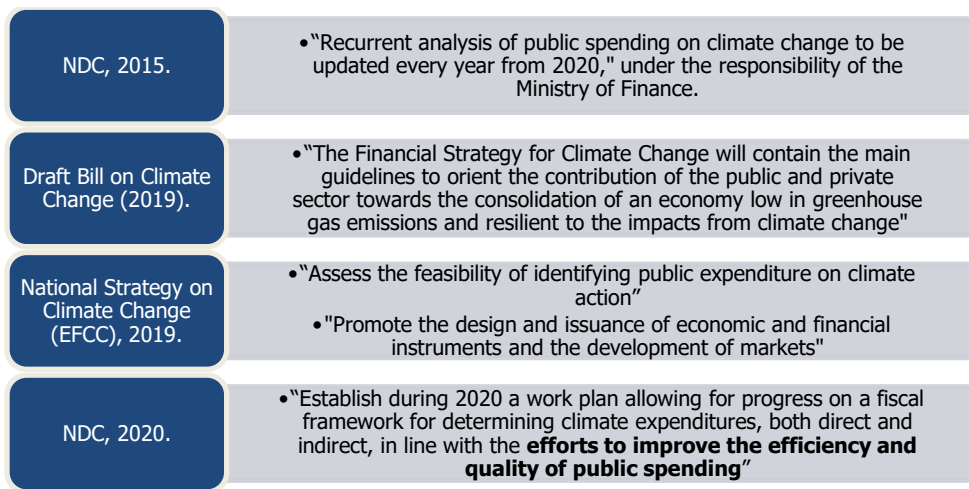 NDC, 2015.
•“Recurrent analysis of public spending on climate change to be
updated every year from 2020," under the responsibility of the
Ministry of Finance.
Draft Bill on Climate
Change (2019).
•“The Financial Strategy for Climate Change will contain the main
guidelines to orient the contribution of the public and private
sector towards the consolidation of an economy low in greenhouse
gas emissions and resilient to the impacts from climate change"
National Strategy on
Climate Change
(EFCC), 2019.
•“Assess the feasibility of identifying public expenditure on climate
action”
•"Promote the design and issuance of economic and financial
instruments and the development of markets"
NDC, 2020.
•“Establish during 2020 a work plan allowing for progress on a fiscal
framework for determining climate expenditures, both direct and
indirect, in line with the efforts to improve the efficiency and
quality of public spending”